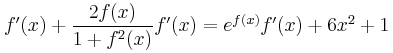 $f'(x) + \frac{2f(x)}{1+f^2(x)} f'(x) = e^{f(x)} f'(x) + 6x^2 + 1$